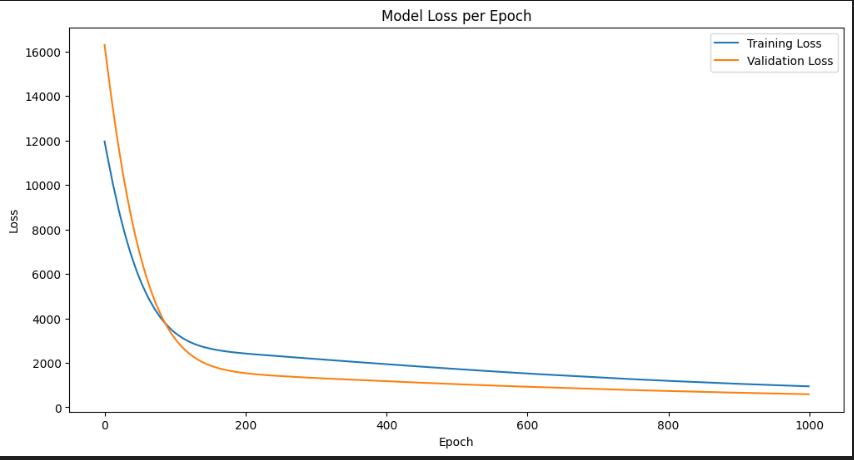 Model Loss per Epoch
Training Loss
Validation Loss
16000
14000
12000
10000
8000
6000
4000
2000
0
Loss
0 200 400 600 800 1000
Epoch